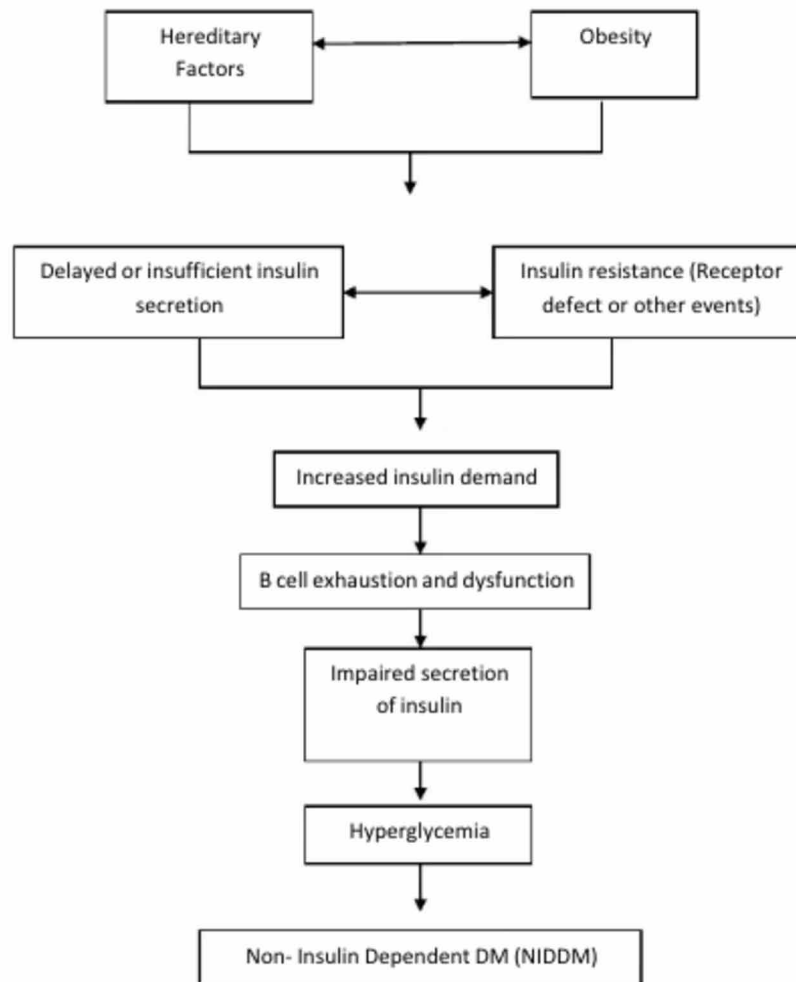 Hereditary
Factors
Obesity
Delayed or insufficient insulin
secretion
Insulin resistance (Receptor
defect or other events)
Increased insulin demand
B cell exhaustion and dysfunction
Impaired secretion
of insulin
Hyperglycemia
Non- Insulin Dependent DM (NIDDM)